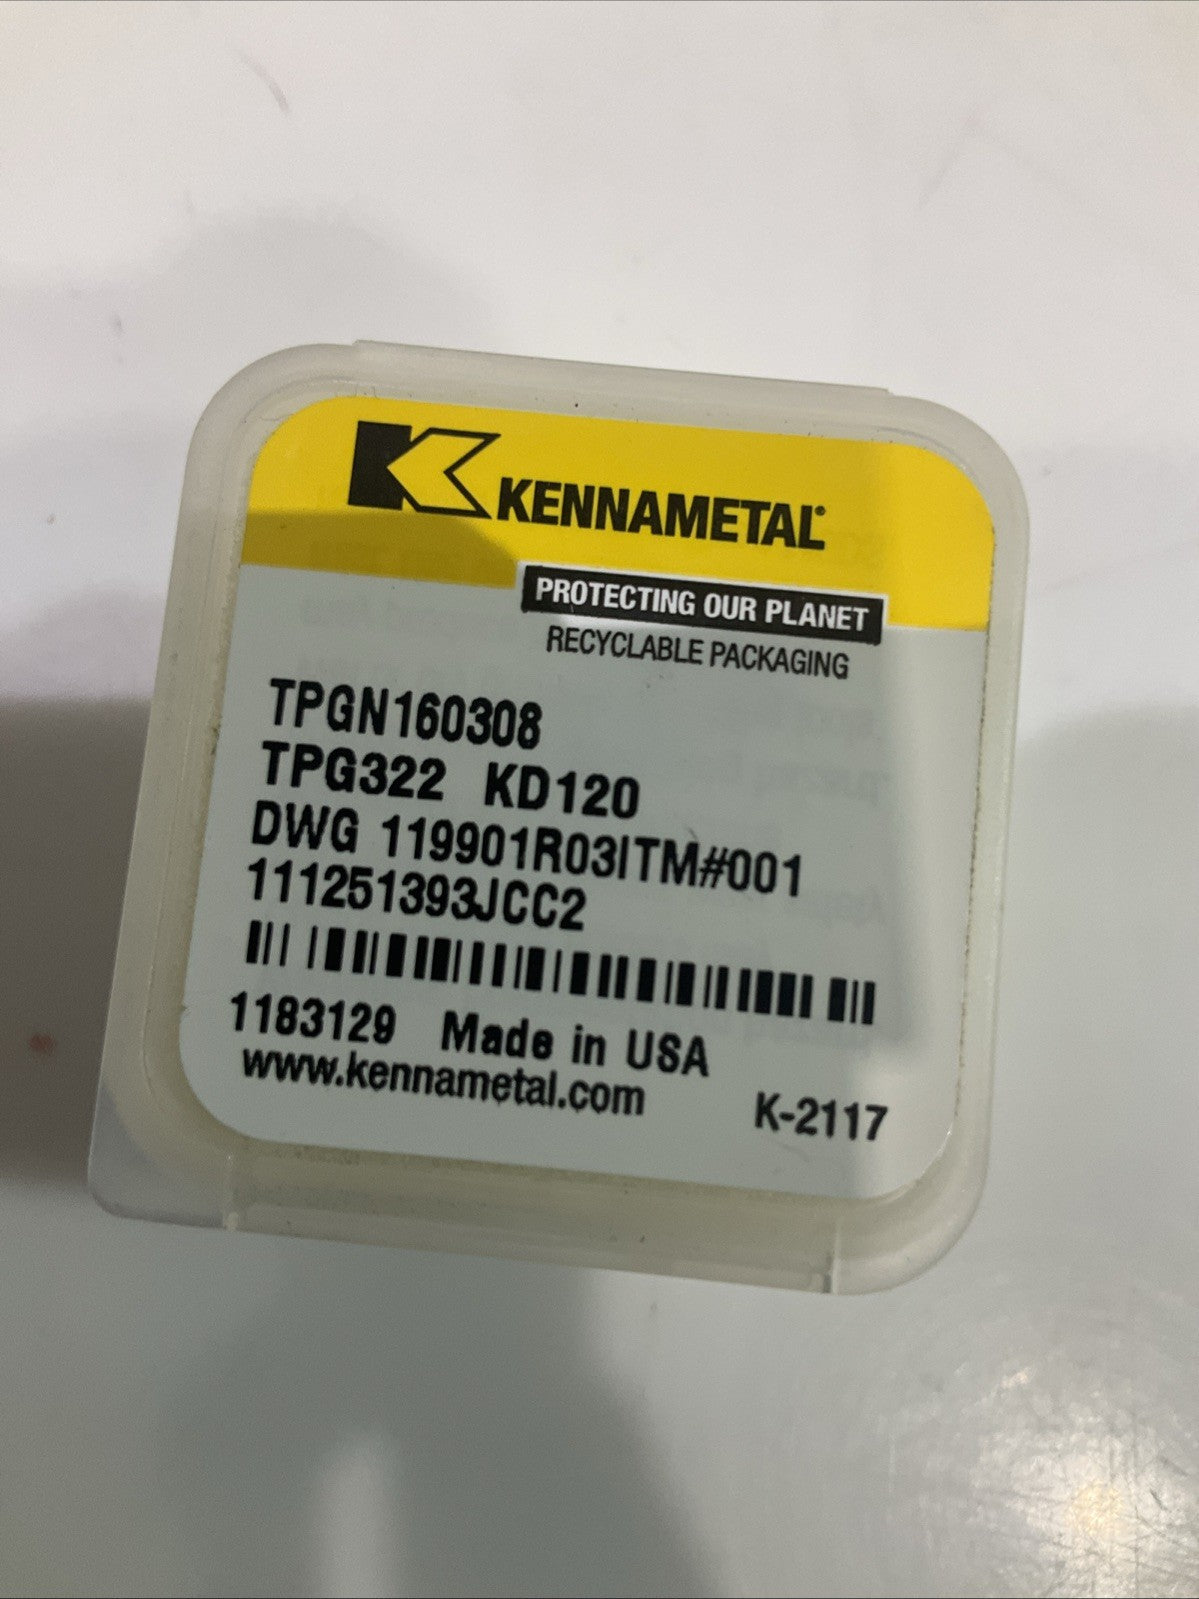 KENNAMETAL®
PROTECTING OUR PLANET
RECYCLABLE PACKAGING
TPGN160308
TPG322 KD120
DWG 119901R03ITM#001
111251393JCC2
1183129 Made in USA
www.kennametal.com
K-2117